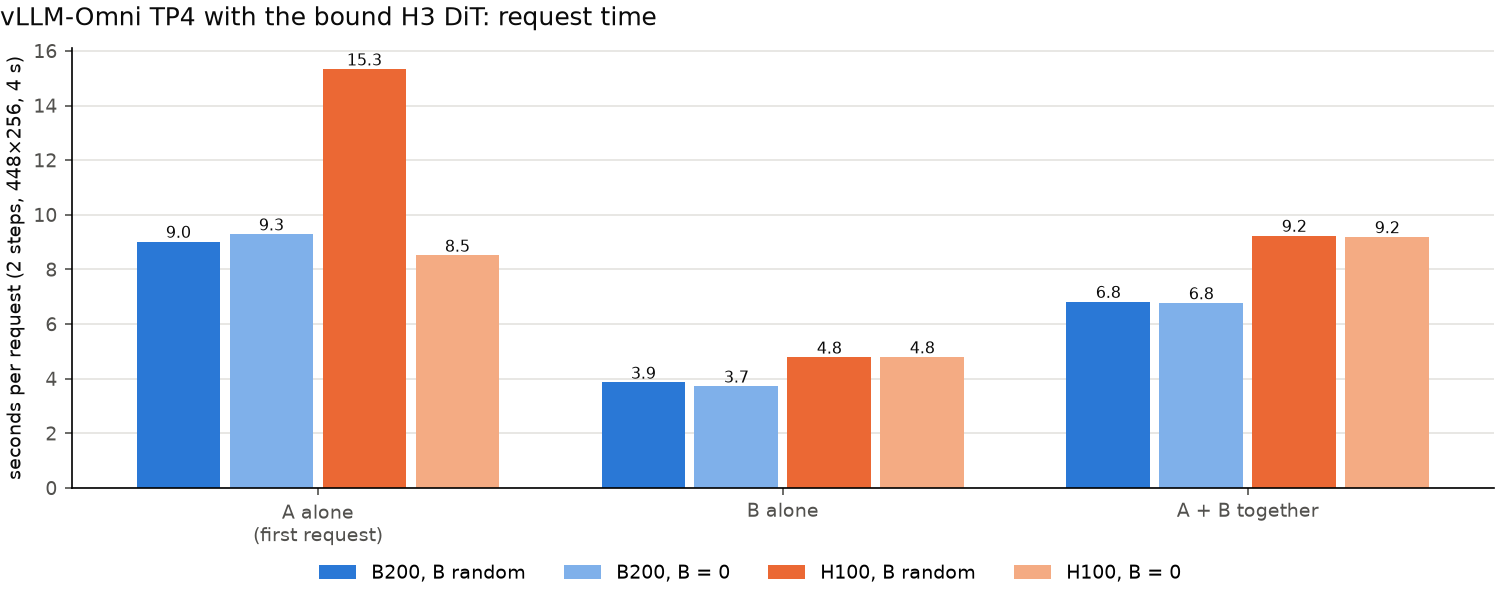 vLLM-Omni TP4 with the bound H3 DiT: request time
seconds per request (2 steps, 448×256, 4 s)
16
14
12
10
8
6
4
2
0
9.0
9.3
15.3
8.5
3.9
3.7
4.8
4.8
6.8
6.8
9.2
9.2
A alone
(first request)
B alone
A + B together
B200, B random
B200, B = 0
H100, B random
H100, B = 0